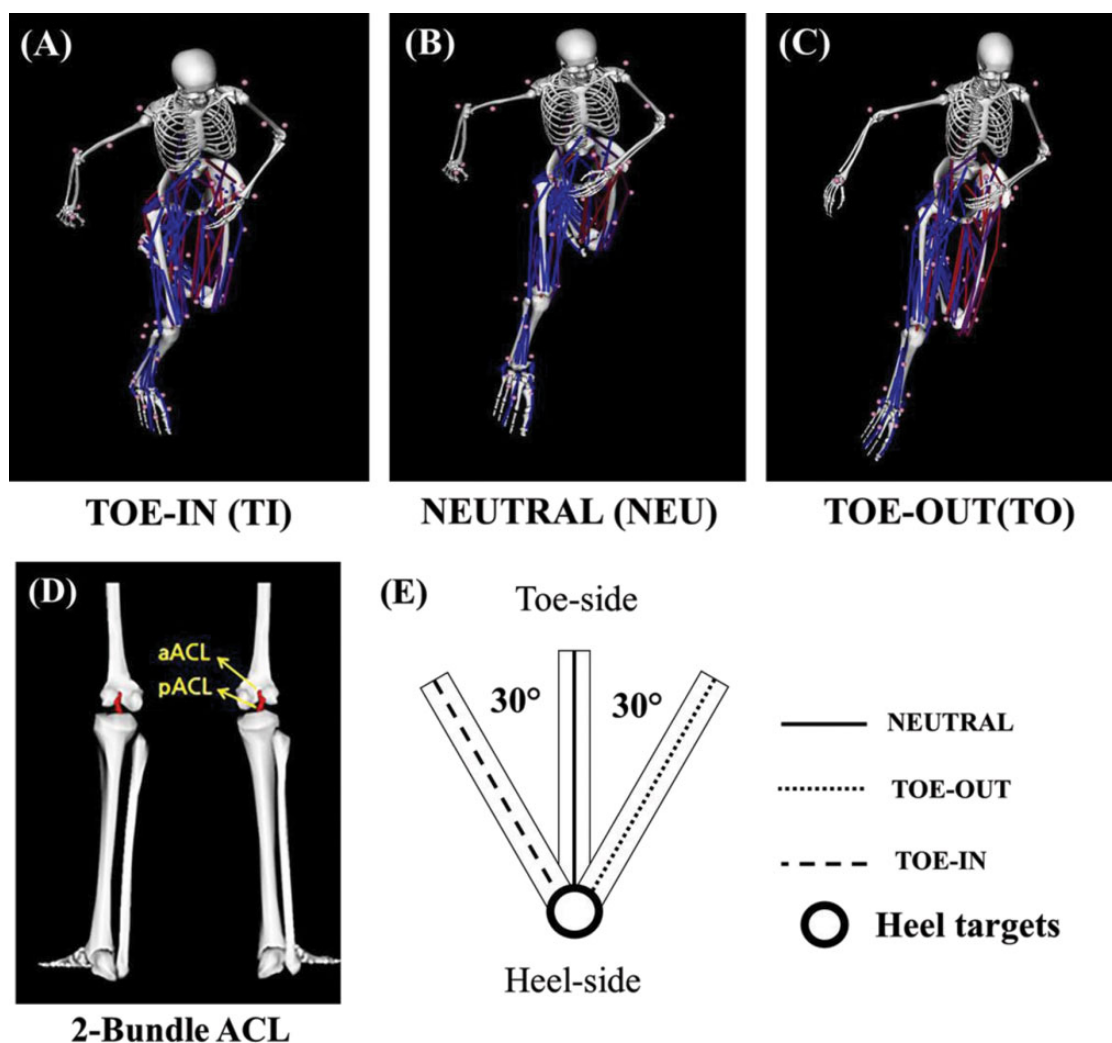 (A)
(B)
(C)
TOE-IN (TI)
NEUTRAL (NEU)
TOE-OUT(TO)
(D)
aACL
pACL
2-Bundle ACL
(E)
Toe-side
30°
30°
Heel-side
NEUTRAL
TOE-OUT
TOE-IN
Heel targets